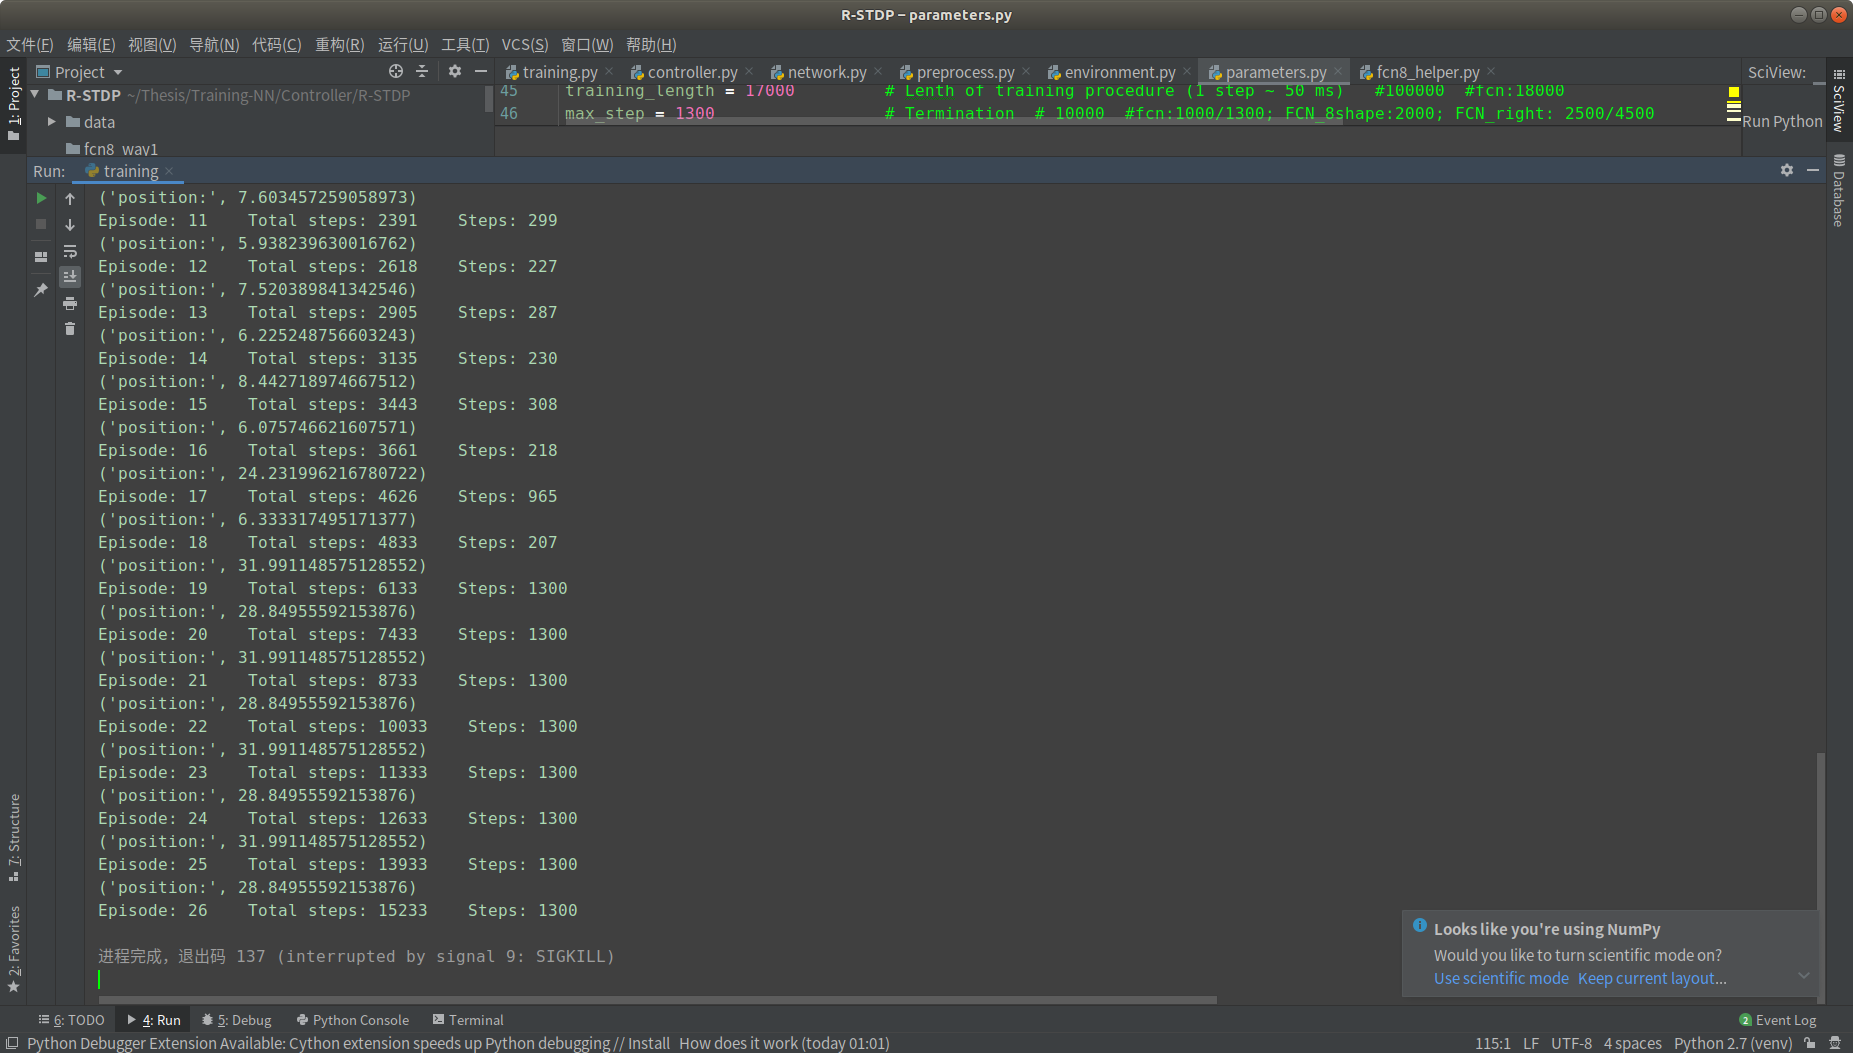 R-STDP – parameters.py
文件(F) 编辑(E) 视图(V) 导航(N) 代码(C) 重构(R) 运行(U) 工具(T) VCS(S) 窗口(W) 帮助(H)
Project
training.py controller.py network.py preprocess.py environment.py parameters.py fcn8_helper.py
SciView:
1: Project
R-STDP ~/Thesis/Training-NN/Controller/R-STDP
data
fcn8_way1
45 training_length = 17000 # Lenth of training procedure (1 step ~ 50 ms) #100000 #fcn:18000
46 max_step = 1300 # Termination # 10000 #fcn:1000/1300; FCN_8shape:2000; FCN_right: 2500/4500
Run Python
SciView
Database
Run: training
('position:', 7.603457259058973)
Episode: 11 Total steps: 2391 Steps: 299
('position:', 5.938239630016762)
Episode: 12 Total steps: 2618 Steps: 227
('position:', 7.520389841342546)
Episode: 13 Total steps: 2905 Steps: 287
('position:', 6.225248756603243)
Episode: 14 Total steps: 3135 Steps: 230
('position:', 8.442718974667512)
Episode: 15 Total steps: 3443 Steps: 308
('position:', 6.075746621607571)
Episode: 16 Total steps: 3661 Steps: 218
('position:', 24.231996216780722)
Episode: 17 Total steps: 4626 Steps: 965
('position:', 6.333317495171377)
Episode: 18 Total steps: 4833 Steps: 207
('position:', 31.991148575128552)
Episode: 19 Total steps: 6133 Steps: 1300
('position:', 28.84955592153876)
Episode: 20 Total steps: 7433 Steps: 1300
('position:', 31.991148575128552)
Episode: 21 Total steps: 8733 Steps: 1300
('position:', 28.84955592153876)
Episode: 22 Total steps: 10033 Steps: 1300
('position:', 31.991148575128552)
Episode: 23 Total steps: 11333 Steps: 1300
('position:', 28.84955592153876)
Episode: 24 Total steps: 12633 Steps: 1300
('position:', 31.991148575128552)
Episode: 25 Total steps: 13933 Steps: 1300
('position:', 28.84955592153876)
Episode: 26 Total steps: 15233 Steps: 1300
进程完成，退出码 137 (interrupted by signal 9: SIGKILL)
7: Structure
2: Favorites
Looks like you're using NumPy
Would you like to turn scientific mode on?
Use scientific mode Keep current layout...
6: TODO 4: Run 5: Debug Python Console Terminal
2 Event Log
Python Debugger Extension Available: Cython extension speeds up Python debugging // Install How does it work (today 01:01)
115:1 LF UTF-8 4 spaces Python 2.7 (venv)